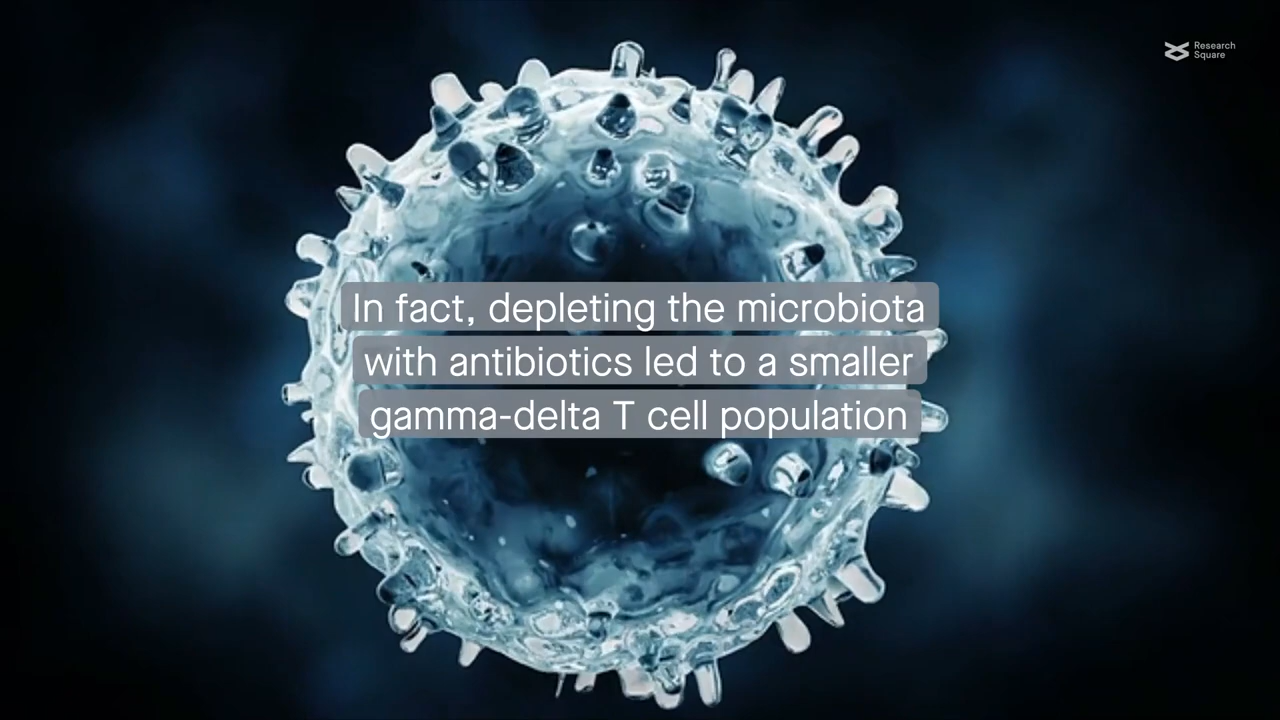 Research
Square
In fact, depleting the microbiota
with antibiotics led to a smaller
gamma-delta T cell population